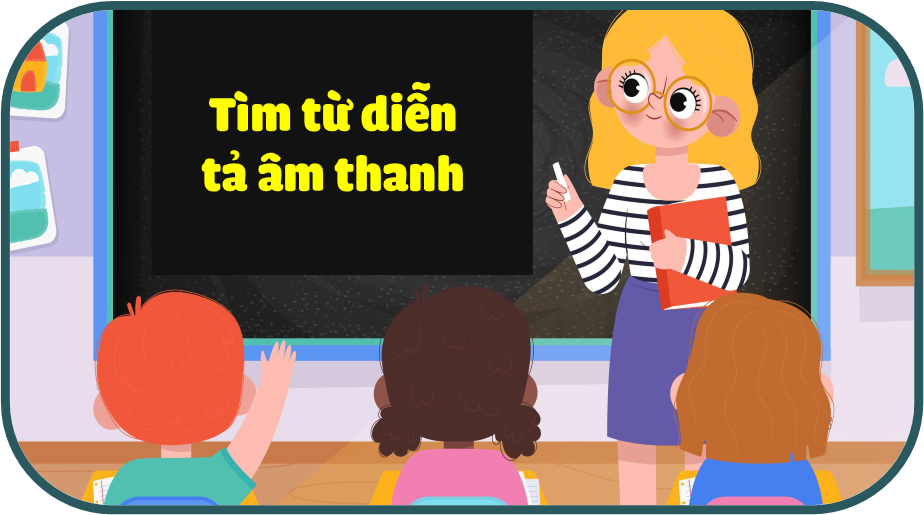 Tìm từ diễn
tả âm thanh